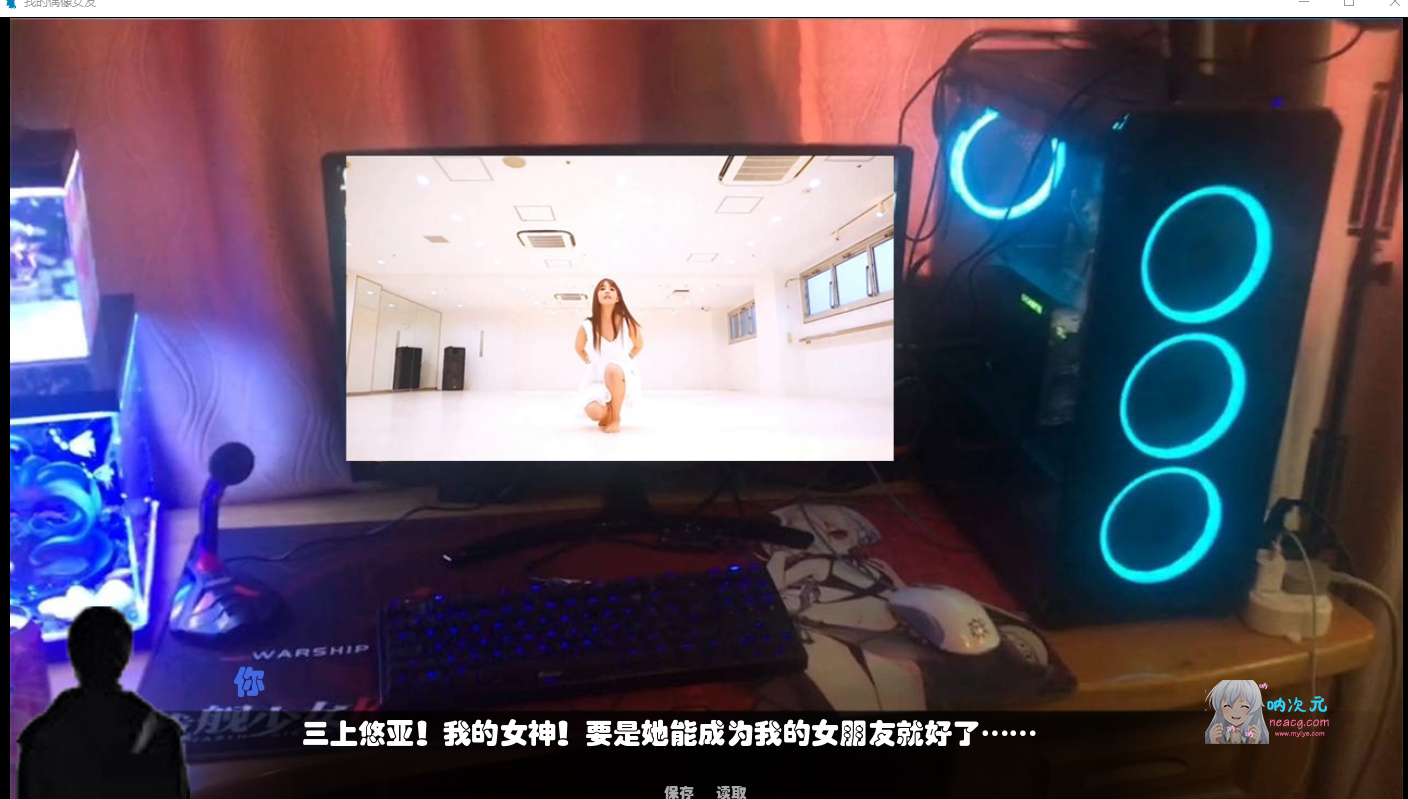 我的偶像女友
WARSHIP
你
三上悠亚！我的女神！要是她能成为我的女朋友就好了……
呐次元
neacg.com
www.mylye.com
保存 读取